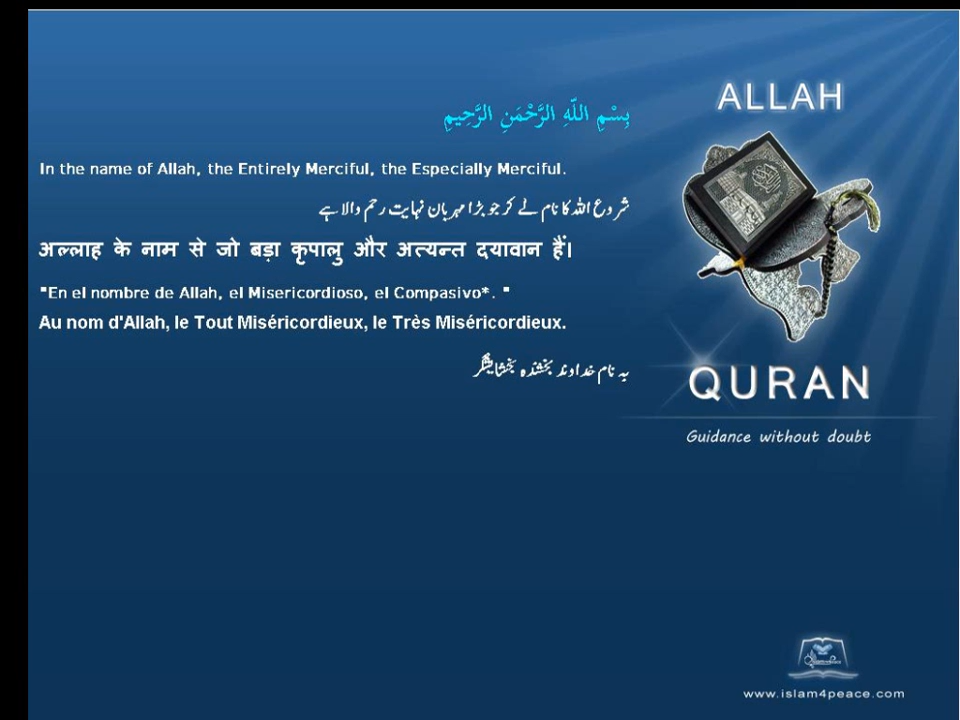 بِسْمِ اللّهِ الرَّحْمَنِ الرَّحِيمِ
In the name of Allah, the Entirely Merciful, the Especially Merciful.
شروع الله کا نام لے کر جو بڑا مہربان نہایت رحم والا ہے
अल्लाह के नाम से जो बड़ा कृपालु और अत्यन्त दयावान हैं।
"En el nombre de Allah, el Misericordioso, el Compasivo*. "
Au nom d'Allah, le Tout Miséricordieux, le Très Miséricordieux.
به نام خداوند بخشنده بخشایشگر
ALLAH
QURAN
Guidance without doubt
www.islam4peace.com